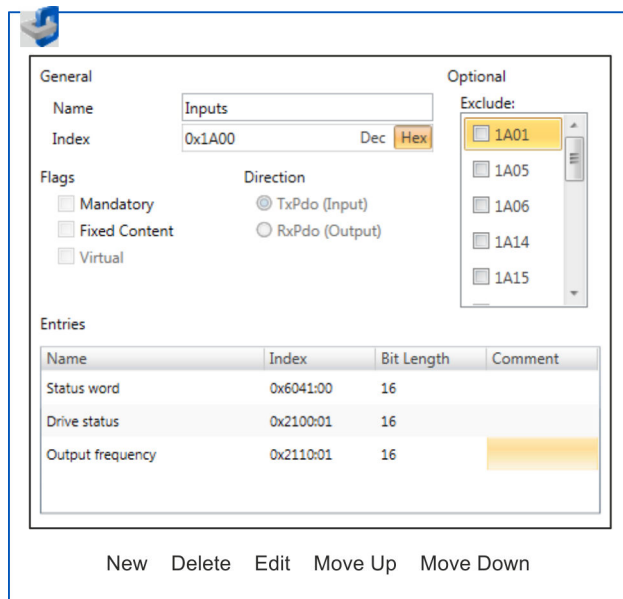 General
Name Inputs
Index 0x1A00 Dec Hex
Optional
Exclude:
1A01
1A05
1A06
1A14
1A15
Flags
Mandatory
Fixed Content
Virtual
Direction
TxPdo (Input)
RxPdo (Output)
Entries
Name Index Bit Length Comment
Status word 0x6041:00 16
Drive status 0x2100:01 16
Output frequency 0x2110:01 16
New Delete Edit Move Up Move Down